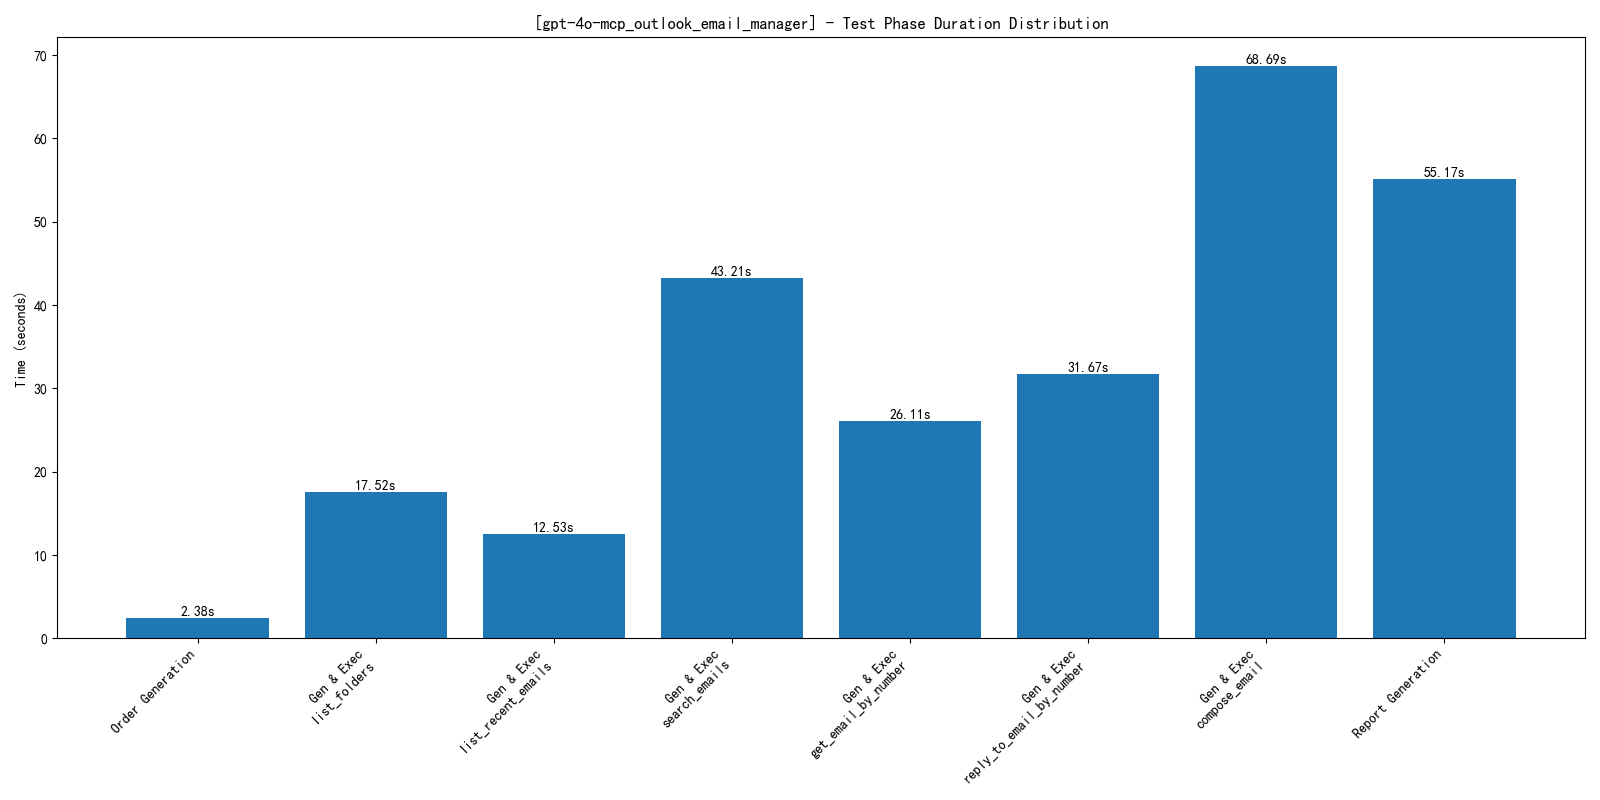 [gpt-4o-mcp_outlook_email_manager] - Test Phase Duration Distribution
Time (seconds)
70
60
50
40
30
20
10
0
2.38s
17.52s
12.53s
43.21s
26.11s
31.67s
68.69s
55.17s
Order Generation
Gen & Exec
list_folders
Gen & Exec
list_recent_emails
Gen & Exec
search_emails
Gen & Exec
get_email_by_number
Gen & Exec
reply_to_email_by_number
Gen & Exec
compose_email
Report Generation